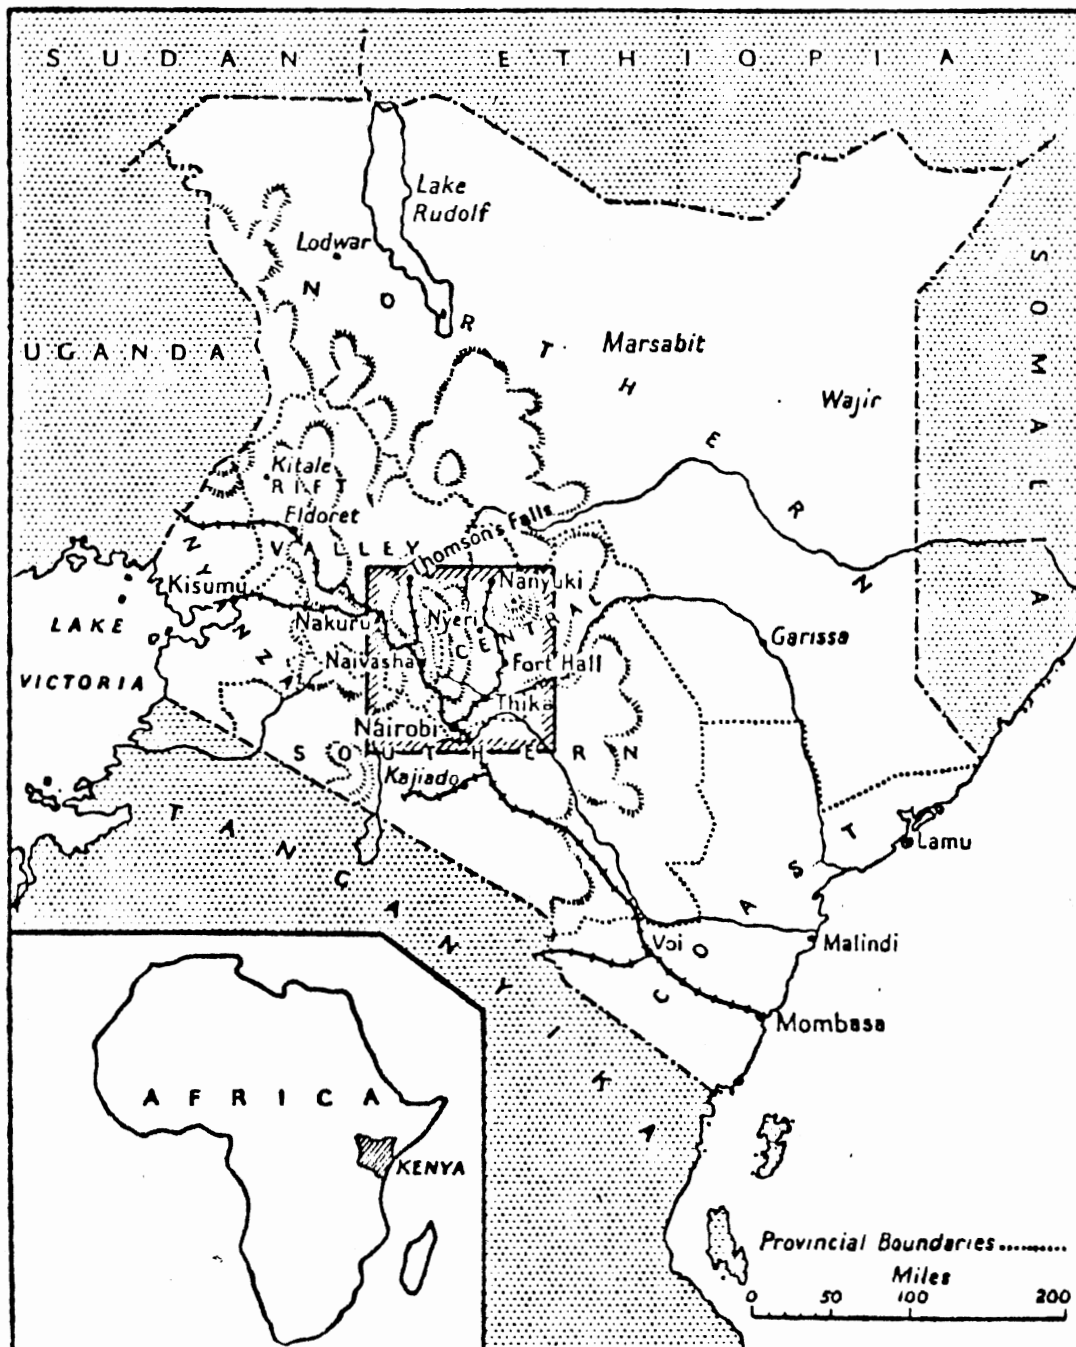 SUDAN
ETHIOPIA
Lake
Rudolf
Lodwar
SOMALIA
NORTHERN
UGANDA
Marsabit
Wajir
Kitale
RIFT
Eldoret
VALLEY
Thomson's Falls
NYANZA
Kisumu
Nanyuki
LAKE
VICTORIA
Nakuru
Nyeri
CENTRAL
Garissa
Naivasha
Fort Hall
Thika
Nairobi
SOUTHERN
Kajiado
TANGANYIKA
COAST
Lamu
Voi
Malindi
Mombasa
AFRICA
KENYA
Provincial Boundaries..........
Miles
0 50 100 200